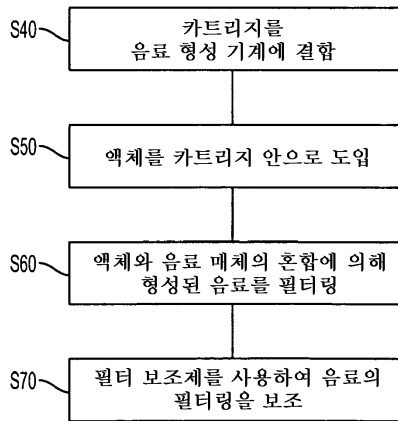 S40
카트리지를
음료 형성 기계에 결합
S50
액체를 카트리지 안으로 도입
S60
액체와 음료 매체의 혼합에 의해
형성된 음료를 필터링
S70
필터 보조제를 사용하여 음료의
필터링을 보조